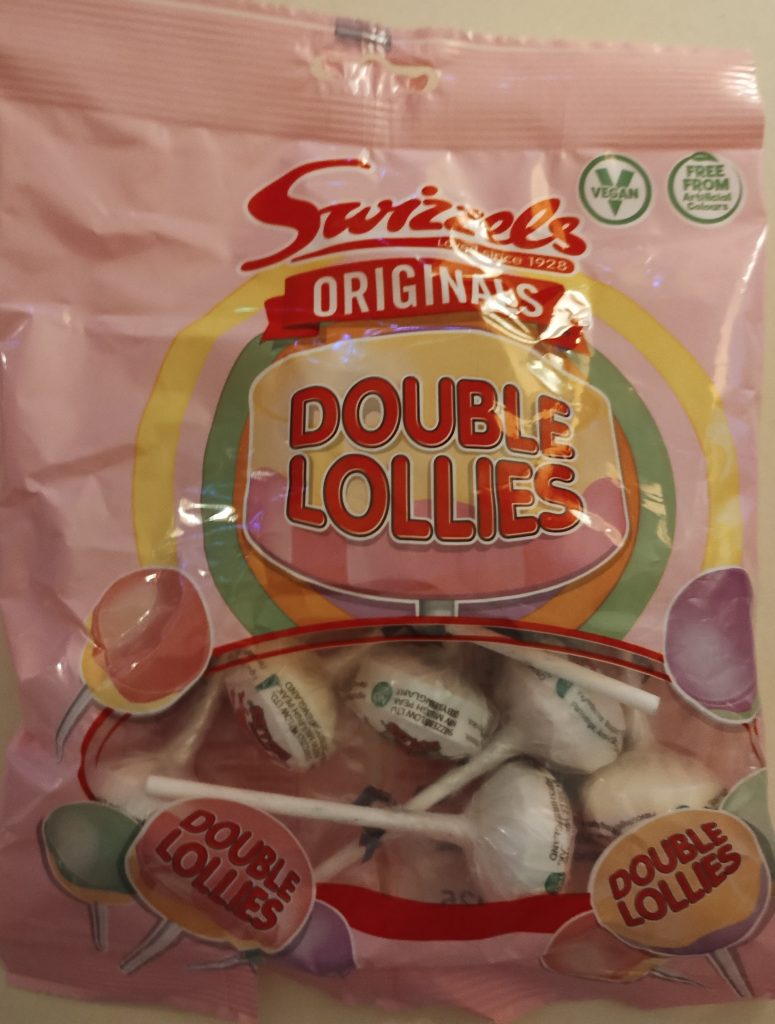 Swizzels
Loved since 1928
ORIGINALS
VEGAN
FREE
FROM
Artificial
Colours
DOUBLE
LOLLIES
DOUBLE
LOLLIES
DOUBLE
LOLLIES